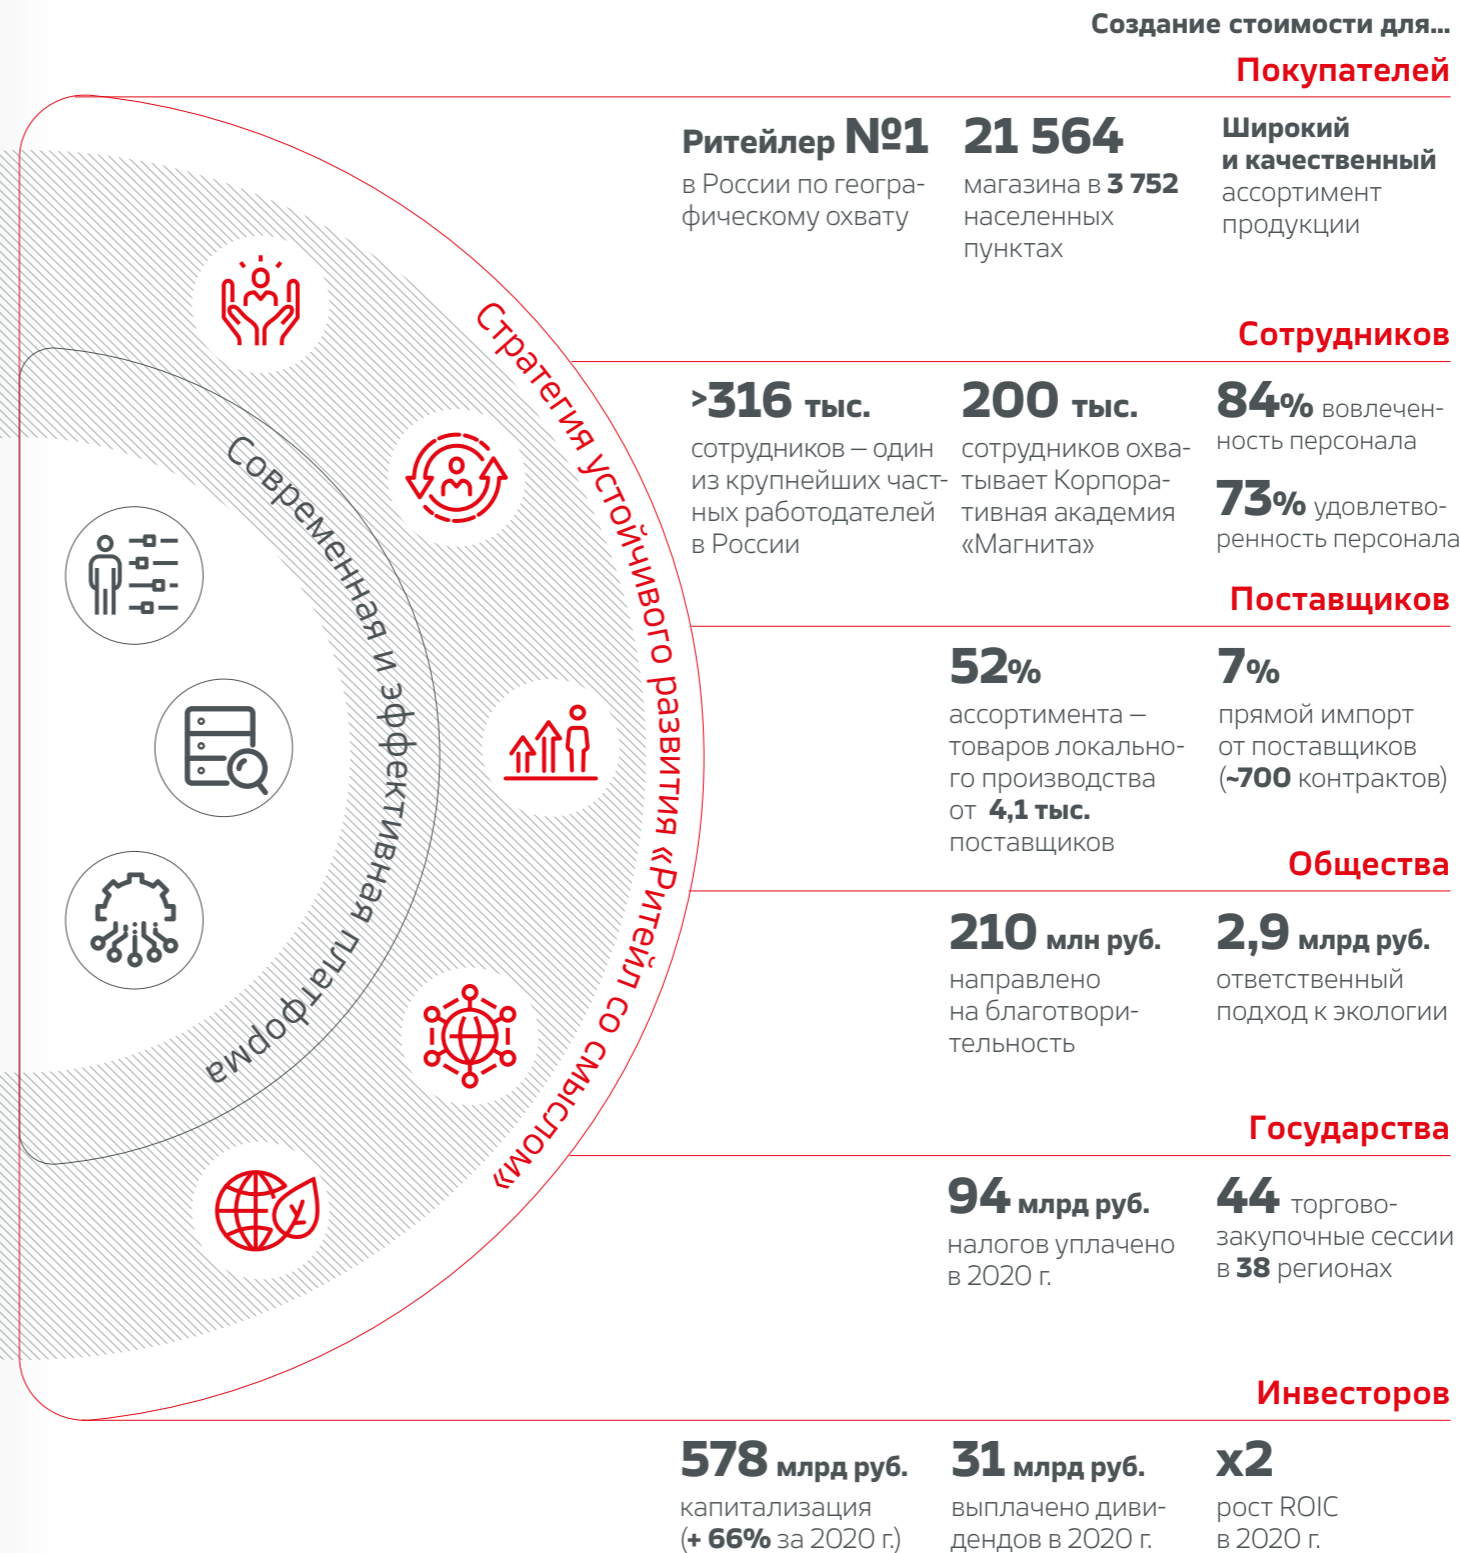 Создание стоимости для...
Покупателей
Ритейлер №1
в России по геогра-
фическому охвату
21 564
магазина в 3 752
населенных
пунктах
Широкий
и качественный
ассортимент
продукции
Сотрудников
>316 тыс.
сотрудников – один
из крупнейших част-
ных работодателей
в России
200 тыс.
сотрудников охва-
тывает Корпора-
тивная академия
«Магнита»
84% вовлечен-
ность персонала
73% удовлетво-
ренность персонала
Поставщиков
52%
ассортимента –
товаров локально-
го производства
от 4,1 тыс.
поставщиков
7%
прямой импорт
от поставщиков
(~700 контрактов)
Общества
210 млн руб.
направлено
на благотвори-
тельность
2,9 млрд руб.
ответственный
подход к экологии
Государства
94 млрд руб.
налогов уплачено
в 2020 г.
44 торгово-
закупочные сессии
в 38 регионах
Инвесторов
578 млрд руб.
капитализация
(+ 66% за 2020 г.)
31 млрд руб.
выплачено диви-
дендов в 2020 г.
x2
рост ROIC
в 2020 г.
Стратегия устойчивого развития «Ритейл со смыслом»
Современная и эффективная платформа